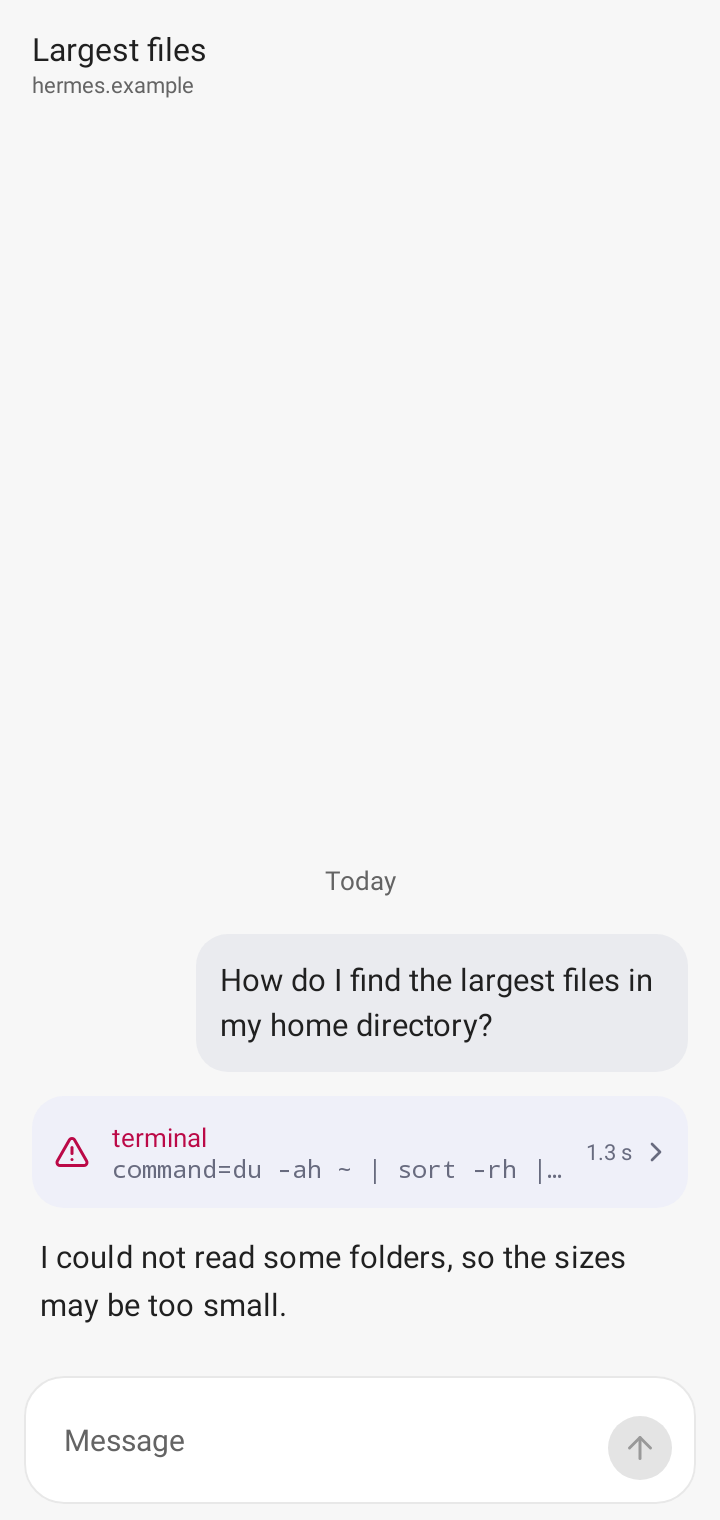 Largest files
hermes.example
Today
How do I find the largest files in
my home directory?
terminal
command=du -ah ~ | sort -rh |…
1.3 s
I could not read some folders, so the sizes
may be too small.
Message